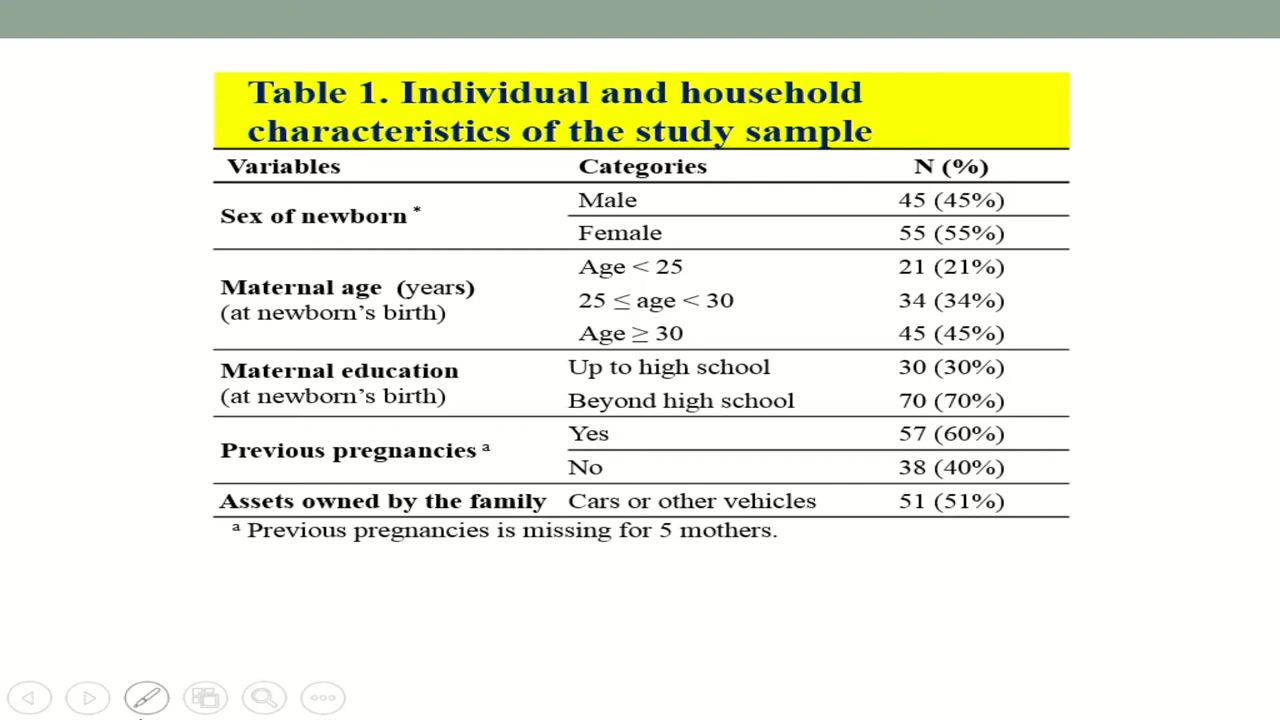 Table 1. Individual and household
characteristics of the study sample
Variables Categories N (%)
Sex of newborn * Male 45 (45%)
Female 55 (55%)
Maternal age (years)
(at newborn's birth)
Age < 25 21 (21%)
25 ≤ age < 30 34 (34%)
Age ≥ 30 45 (45%)
Maternal education
(at newborn's birth)
Up to high school 30 (30%)
Beyond high school 70 (70%)
Previous pregnancies ª Yes 57 (60%)
No 38 (40%)
Assets owned by the family Cars or other vehicles 51 (51%)
ª Previous pregnancies is missing for 5 mothers.